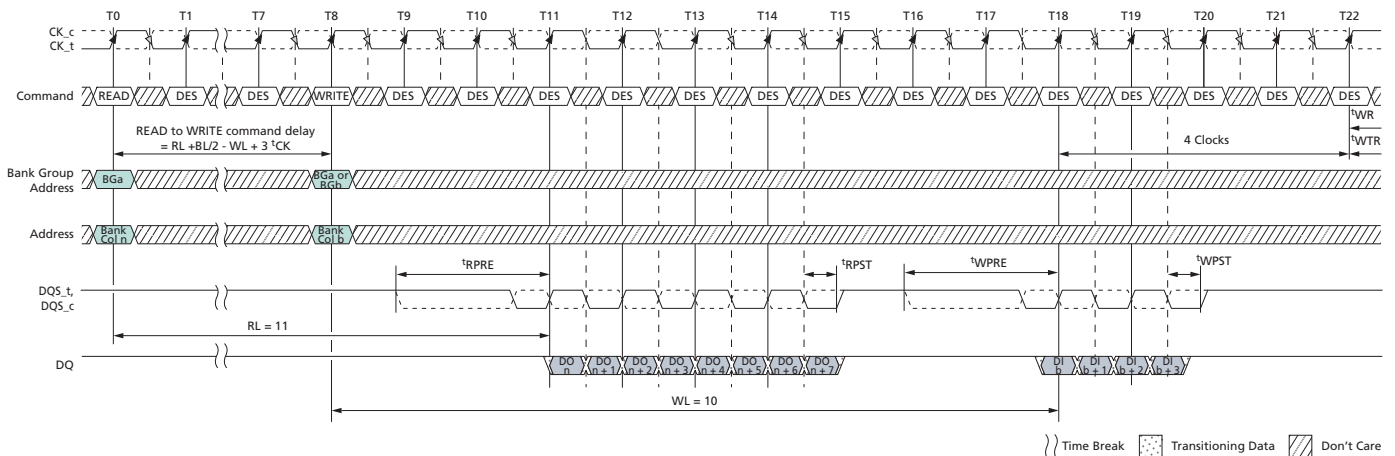 T0 T1 T7 T8 T9 T10 T11 T12 T13 T14 T15 T16 T17 T18 T19 T20 T21 T22
CK_c
CK_t
Command READ DES DES WRITE DES DES DES DES DES DES DES DES DES DES DES DES DES DES
READ to WRITE command delay
= RL +BL/2 - WL + 3 tCK
4 Clocks
tWR
tWTR
Bank Group
Address
BGa
BGa or
BGb
Address
Bank
Col n
Bank
Col b
tRPRE tRPST tWPRE tWPST
DQS_t,
DQS_c
RL = 11
DQ
DO
n
DO
n + 1
DO
n + 2
DO
n + 3
DO
n + 4
DO
n + 5
DO
n + 6
DO
n + 7
DI
b
DI
b + 1
DI
b + 2
DI
b + 3
WL = 10
Time Break Transitioning Data Don't Care